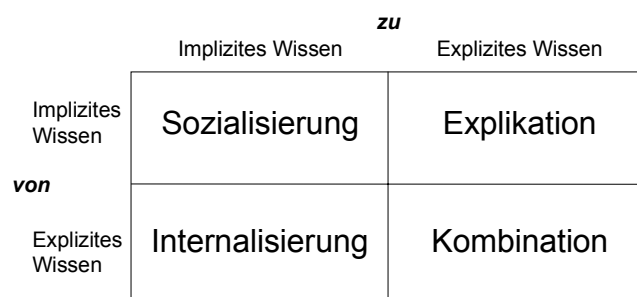 zu
Implizites Wissen Explizites Wissen
Implizites
Wissen
Sozialisierung Explikation
von
Explizites
Wissen
Internalisierung Kombination